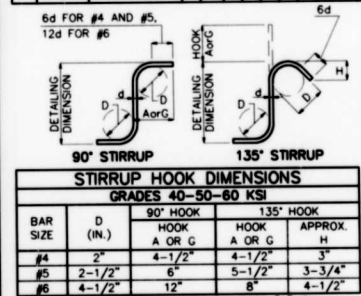 6d FOR #4 AND #5,
12d FOR #6
6d
HOOK
A or G
DETAILING
DIMENSION
D
d
D
A or G
90° STIRRUP
DETAILING
DIMENSION
d
H
D
135° STIRRUP
STIRRUP HOOK DIMENSIONS
GRADES 40-50-60 KSI
BAR SIZE D (IN.) 90° HOOK 135° HOOK
HOOK A OR G HOOK A OR G APPROX. H
#4 2" 4-1/2" 4-1/2" 3"
#5 2-1/2" 6" 5-1/2" 3-3/4"
#6 4-1/2" 12" 8" 4-1/2"